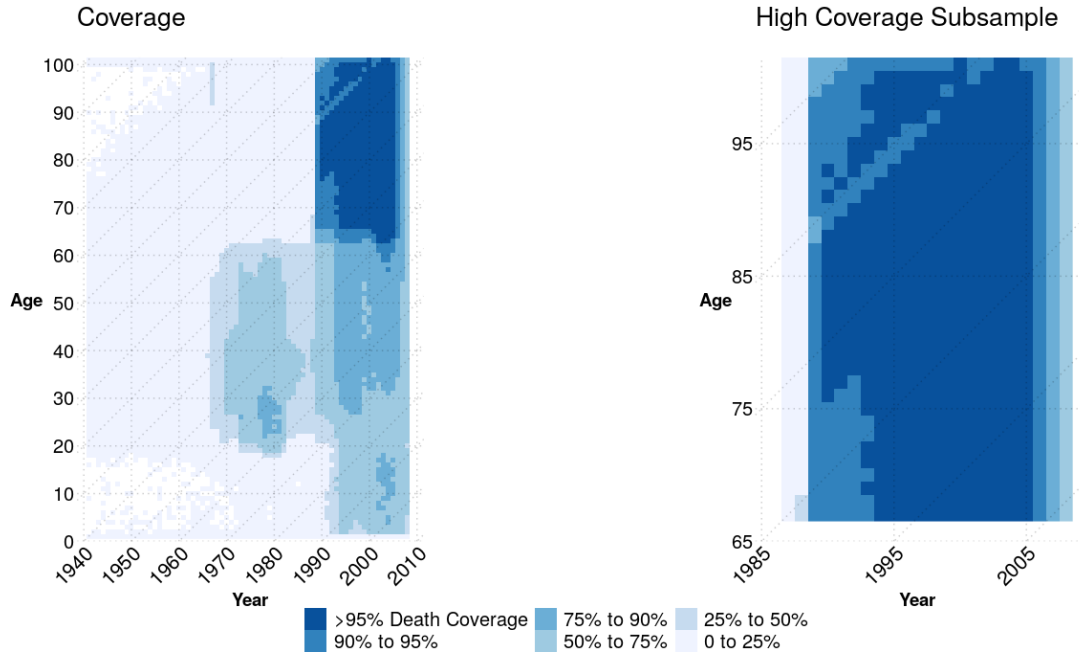 Coverage
High Coverage Subsample
100
90
80
70
60
50
40
30
20
10
0
Age
1940
1950
1960
1970
1980
1990
2000
2010
Year
95
85
75
65
Age
1985
1995
2005
Year
>95% Death Coverage
75% to 90%
25% to 50%
90% to 95%
50% to 75%
0 to 25%